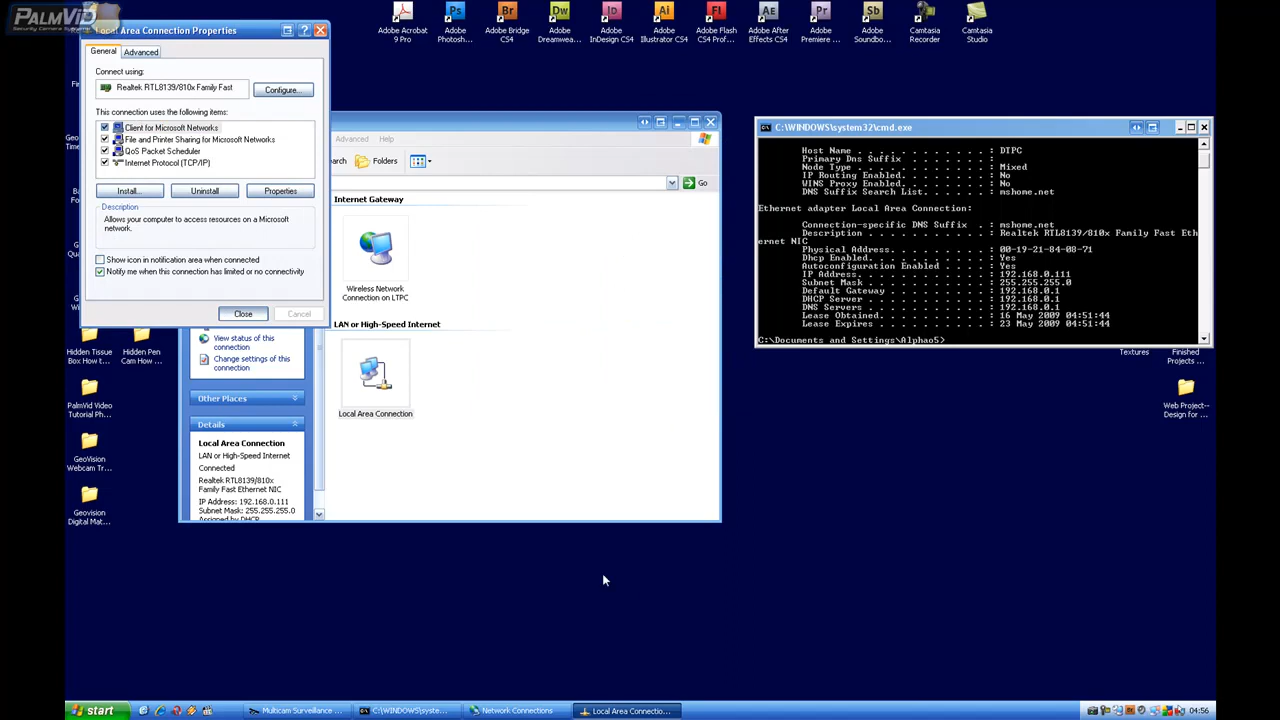 PALMVID
Security Camera Systems
Local Area Connection Properties
General
Advanced
Connect using:
Realtek RTL8139/810x Family Fast
Configure...
This connection uses the following items:
Client for Microsoft Networks
File and Printer Sharing for Microsoft Networks
QoS Packet Scheduler
Internet Protocol (TCP/IP)
Install...
Uninstall
Properties
Description
Allows your computer to access resources on a Microsoft
network.
Show icon in notification area when connected
Notify me when this connection has limited or no connectivity
Close
Cancel
Adobe Acrobat
9 Pro
Adobe
Photosh...
Adobe Bridge
CS4
Adobe
Dreamwea...
Adobe
InDesign CS4
Adobe
Illustrator CS4
Adobe Flash
CS4 Prof...
Adobe After
Effects CS4
Adobe
Premiere ...
Adobe
Soundbo...
Camtasia
Recorder
Camtasia
Studio
Advanced
Help
Folders
Go
Internet Gateway
Wireless Network
Connection on LTPC
LAN or High-Speed Internet
Local Area Connection
View status of this
connection
Change settings of this
connection
Other Places
Details
Local Area Connection
LAN or High-Speed Internet
Connected
Realtek RTL8139/810x
Family Fast Ethernet NIC
IP Address: 192.168.0.111
Subnet Mask: 255.255.255.0
Assigned by DHCP
C:\WINDOWS\system32\cmd.exe
Host Name . . . . . . . . . . . . : DTPC
Primary Dns Suffix . . . . . . . :
Node Type . . . . . . . . . . . . : Mixed
IP Routing Enabled. . . . . . . . : No
WINS Proxy Enabled. . . . . . . . : No
DNS Suffix Search List. . . . . . : mshome.net
Ethernet adapter Local Area Connection:
Connection-specific DNS Suffix . : mshome.net
Description . . . . . . . . . . . : Realtek RTL8139/810x Family Fast Eth
ernet NIC
Physical Address. . . . . . . . . : 00-19-21-84-08-71
Dhcp Enabled. . . . . . . . . . . : Yes
Autoconfiguration Enabled . . . . : Yes
IP Address. . . . . . . . . . . . : 192.168.0.111
Subnet Mask . . . . . . . . . . . : 255.255.255.0
Default Gateway . . . . . . . . . : 192.168.0.1
DHCP Server . . . . . . . . . . . : 192.168.0.1
DNS Servers . . . . . . . . . . . : 192.168.0.1
Lease Obtained. . . . . . . . . . : 16 May 2009 04:51:44
Lease Expires . . . . . . . . . . : 23 May 2009 04:51:44
C:\Documents and Settings\Alphao5>
Textures
Finished
Projects ...
Web Project--
Design for ...
Hidden Tissue
Box How t...
Hidden Pen
Cam How ...
PalmVid Video
Tutorial Ph...
GeoVision
Webcam Tr...
Geovision
Digital Mat...
start
Multicam Surveillance ...
C:\WINDOWS\syste...
Network Connections
Local Area Connectio...
04:56